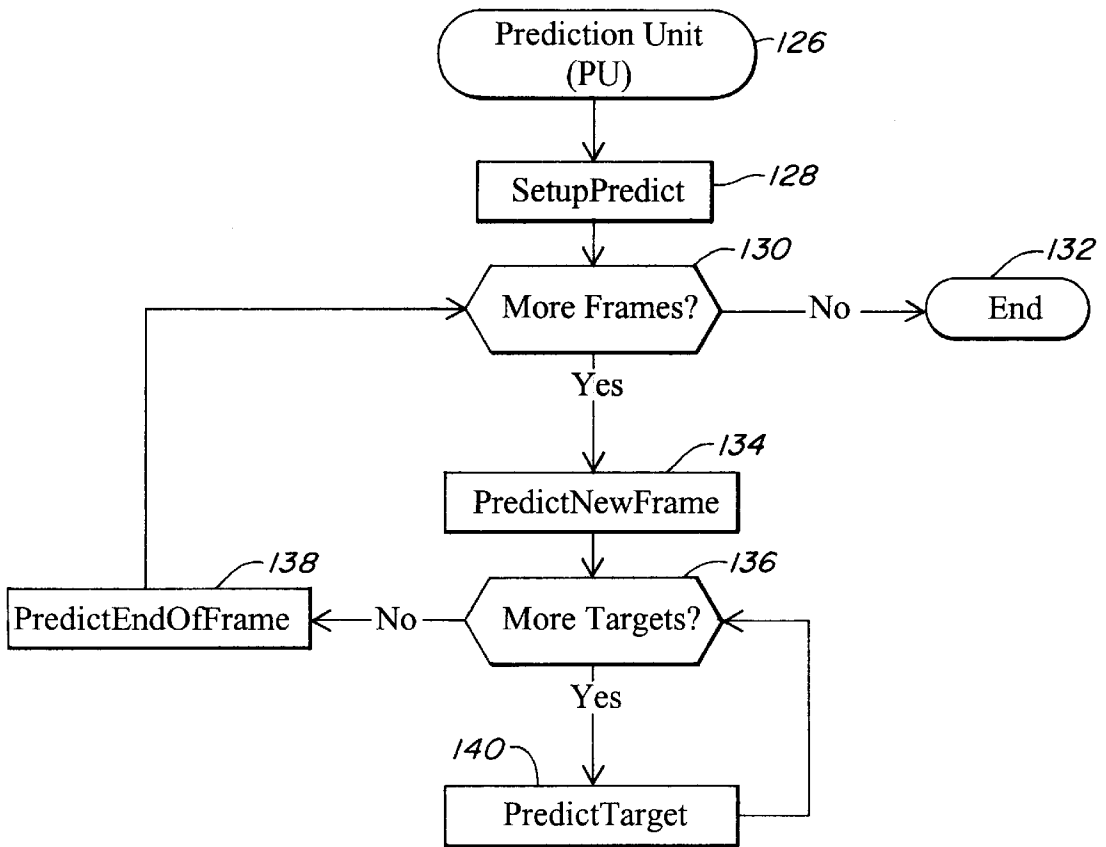 Prediction Unit
(PU)
126
SetupPredict
128
130
More Frames?
No
132
End
Yes
134
PredictNewFrame
136
138
PredictEndOfFrame
No
More Targets?
Yes
140
PredictTarget